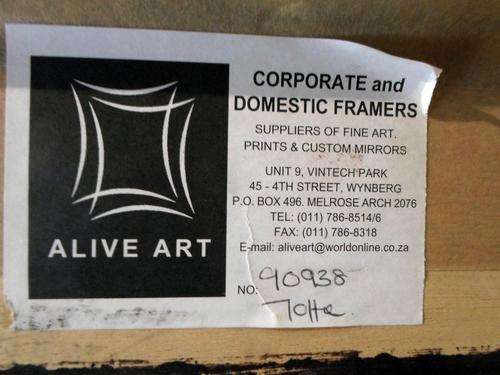 ALIVE ART
CORPORATE and
DOMESTIC FRAMERS
SUPPLIERS OF FINE ART.
PRINTS & CUSTOM MIRRORS
UNIT 9, VINTECH PARK
45 - 4TH STREET, WYNBERG
P.O. BOX 496. MELROSE ARCH 2076
TEL: (011) 786-8514/6
FAX: (011) 786-8318
E-mail: aliveart@worldonline.co.za
NO: 90938